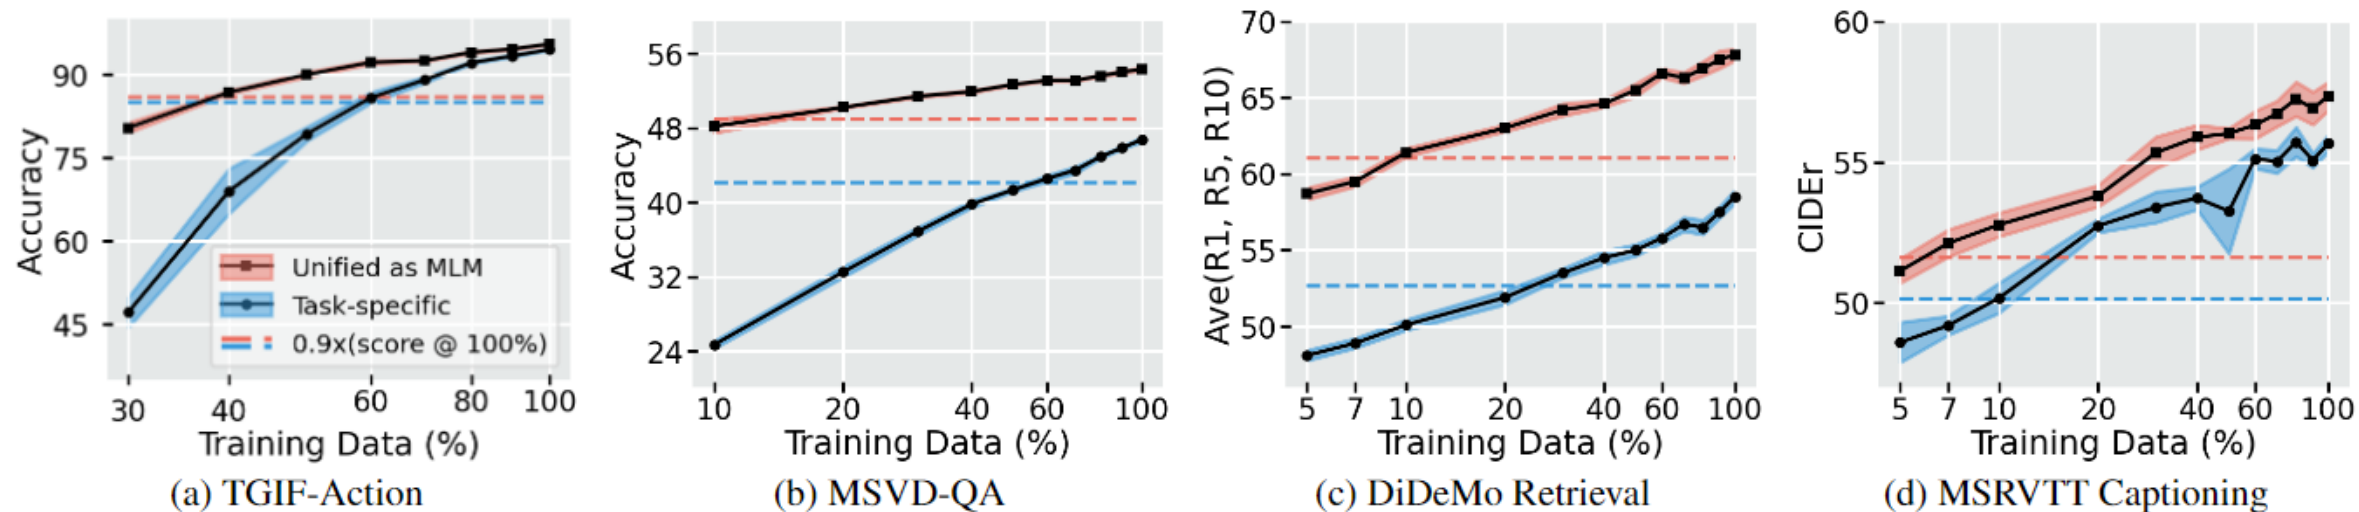 90
75
60
45
Accuracy
Unified as MLM
Task-specific
0.9x(score @ 100%)
30 40 60 80 100
Training Data (%)
(a) TGIF-Action
56
48
40
32
24
Accuracy
10 20 40 60 100
Training Data (%)
(b) MSVD-QA
70
65
60
55
50
Ave(R1, R5, R10)
5 7 10 20 40 60 100
Training Data (%)
(c) DiDeMo Retrieval
60
55
50
CIDEr
5 7 10 20 40 60 100
Training Data (%)
(d) MSRVTT Captioning